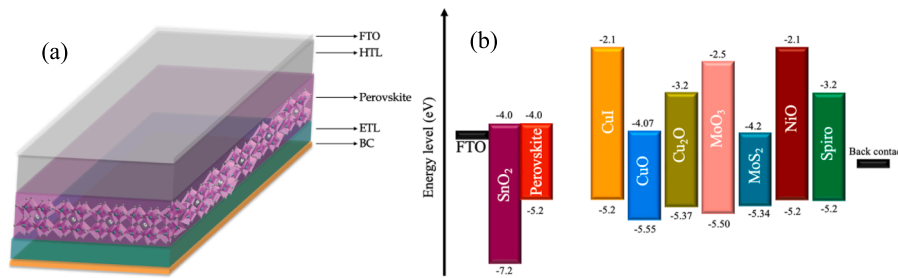 (a)
FTO
HTL
Perovskite
ETL
BC
(b)
Energy level (eV)
FTO
-4.0
SnO₂
-7.2
-4.0
Perovskite
-5.2
-2.1
CuI
-5.2
-4.07
CuO
-5.55
-3.2
Cu₂O
-5.37
-2.5
MoO₃
-5.50
-4.2
MoS₂
-5.34
-2.1
NiO
-5.2
-3.2
Spiro
-5.2
Back contac